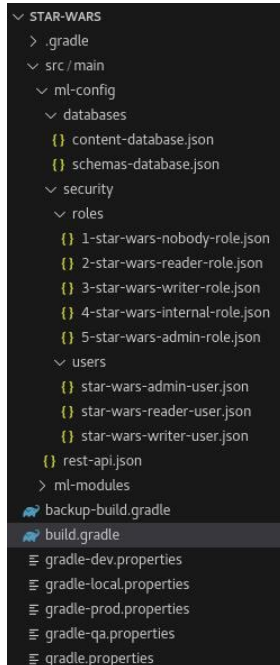 STAR-WARS
.gradle
src/main
ml-config
databases
{} content-database.json
{} schemas-database.json
security
roles
{} 1-star-wars-nobody-role.json
{} 2-star-wars-reader-role.json
{} 3-star-wars-writer-role.json
{} 4-star-wars-internal-role.json
{} 5-star-wars-admin-role.json
users
{} star-wars-admin-user.json
{} star-wars-reader-user.json
{} star-wars-writer-user.json
{} rest-api.json
ml-modules
backup-build.gradle
build.gradle
gradle-dev.properties
gradle-local.properties
gradle-prod.properties
gradle-qa.properties
gradle.properties